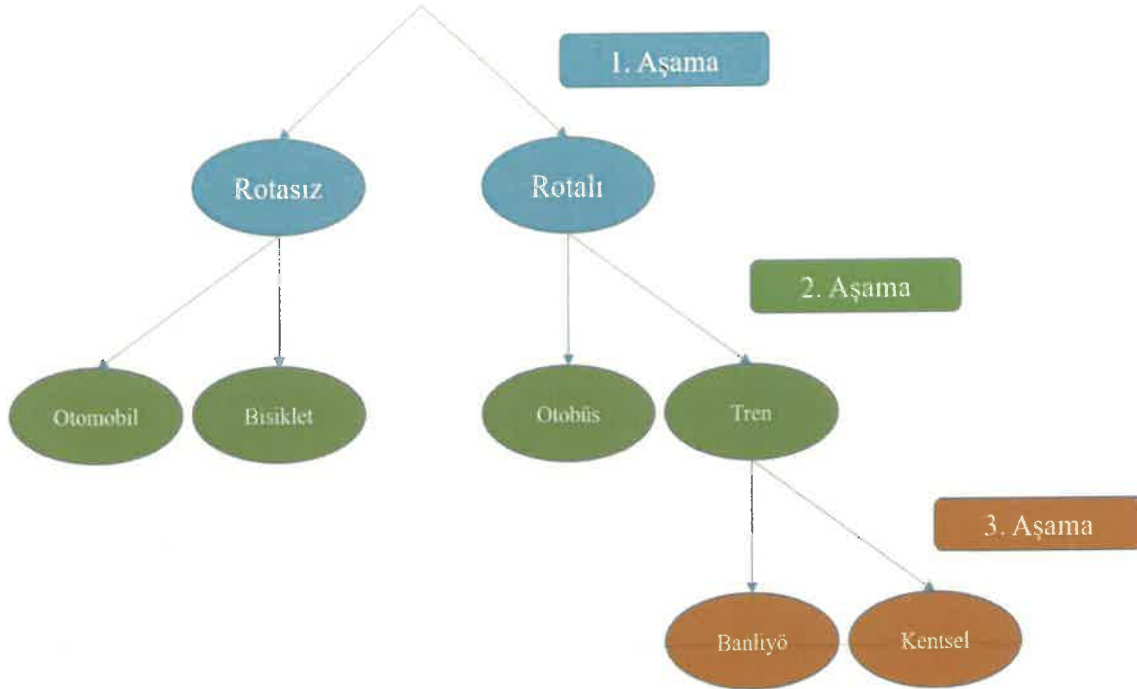 1. Aşama
Rotasız
Rotalı
2. Aşama
Otomobil
Bisiklet
Otobüs
Tren
3. Aşama
Banliyö
Kentsel